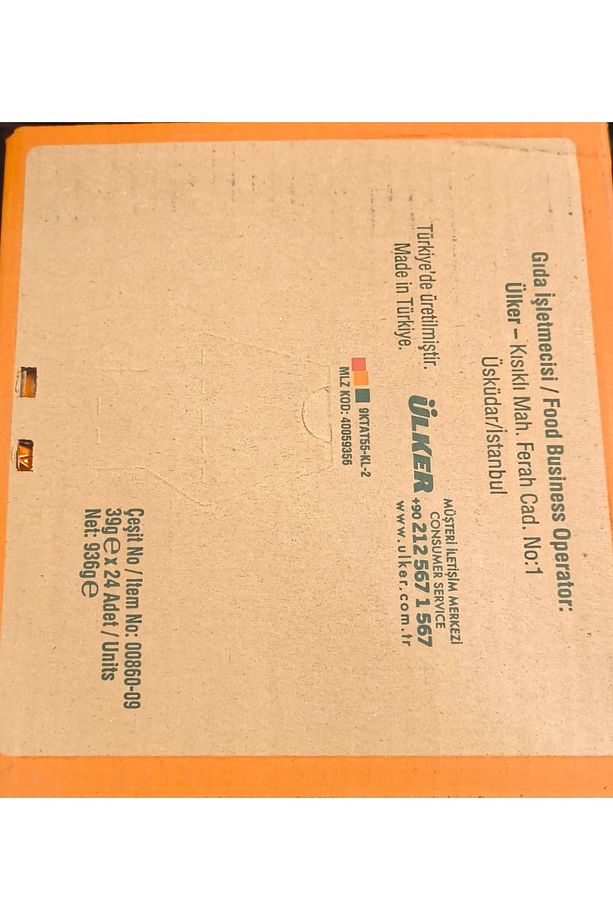 Gıda İşletmecisi / Food Business Operator:
Ülker – Kısıklı Mah. Ferah Cad. No:1
Üsküdar/İstanbul
Türkiye'de üretilmiştir.
Made in Türkiye.
ÜLKER
MÜŞTERİ İLETİŞİM MERKEZİ
CONSUMER SERVICE
+90 212 567 1 567
www.ulker.com.tr
9KTAT55-KL-2
MLZ KOD: 40059356
Çeşit No / Item No: 00860-09
39g e x 24 Adet / Units
Net: 936g e